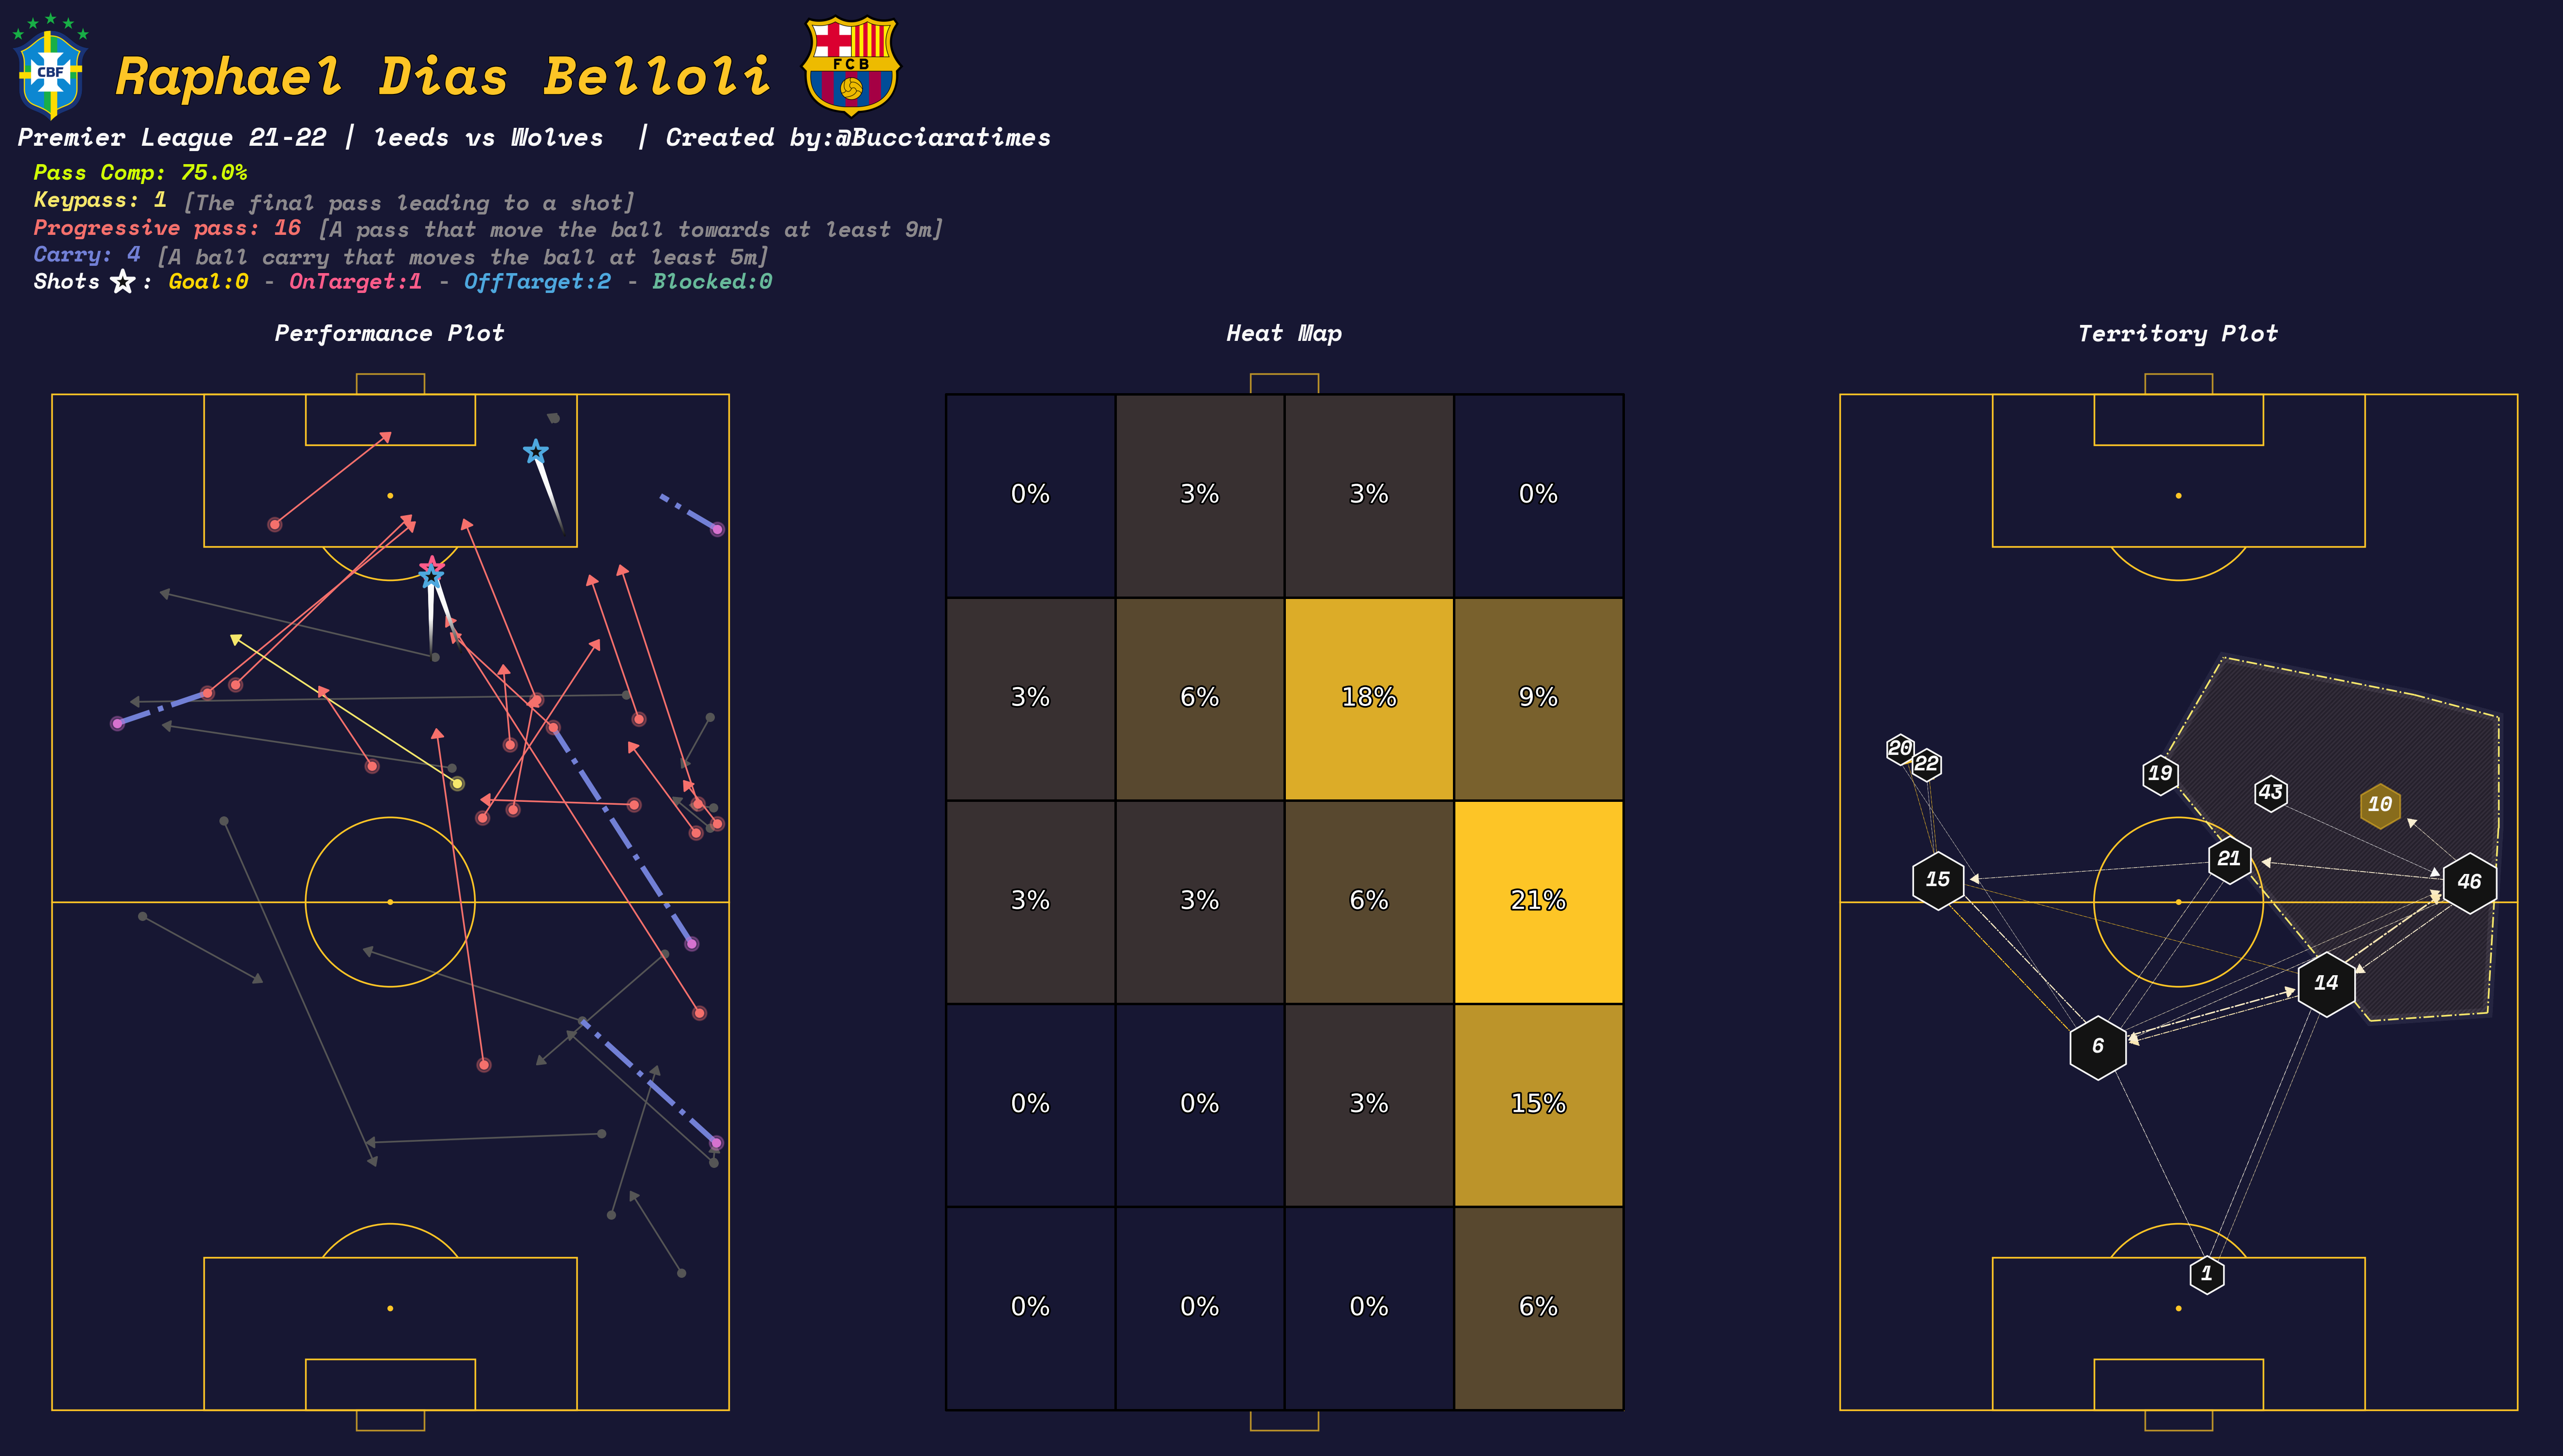 CBF
Raphael Dias Belloli
FCB
Premier League 21-22 | leeds vs Wolves | Created by:@Bucciaratimes
Pass Comp: 75.0%
Keypass: 1 [The final pass leading to a shot]
Progressive pass: 16 [A pass that move the ball towards at least 9m]
Carry: 4 [A ball carry that moves the ball at least 5m]
Shots : Goal:0 - OnTarget:1 - OffTarget:2 - Blocked:0
Performance Plot
Heat Map
0% 3% 3% 0%
3% 6% 18% 9%
3% 3% 6% 21%
0% 0% 3% 15%
0% 0% 0% 6%
Territory Plot
20
22
19
43
10
21
15
46
14
6
1